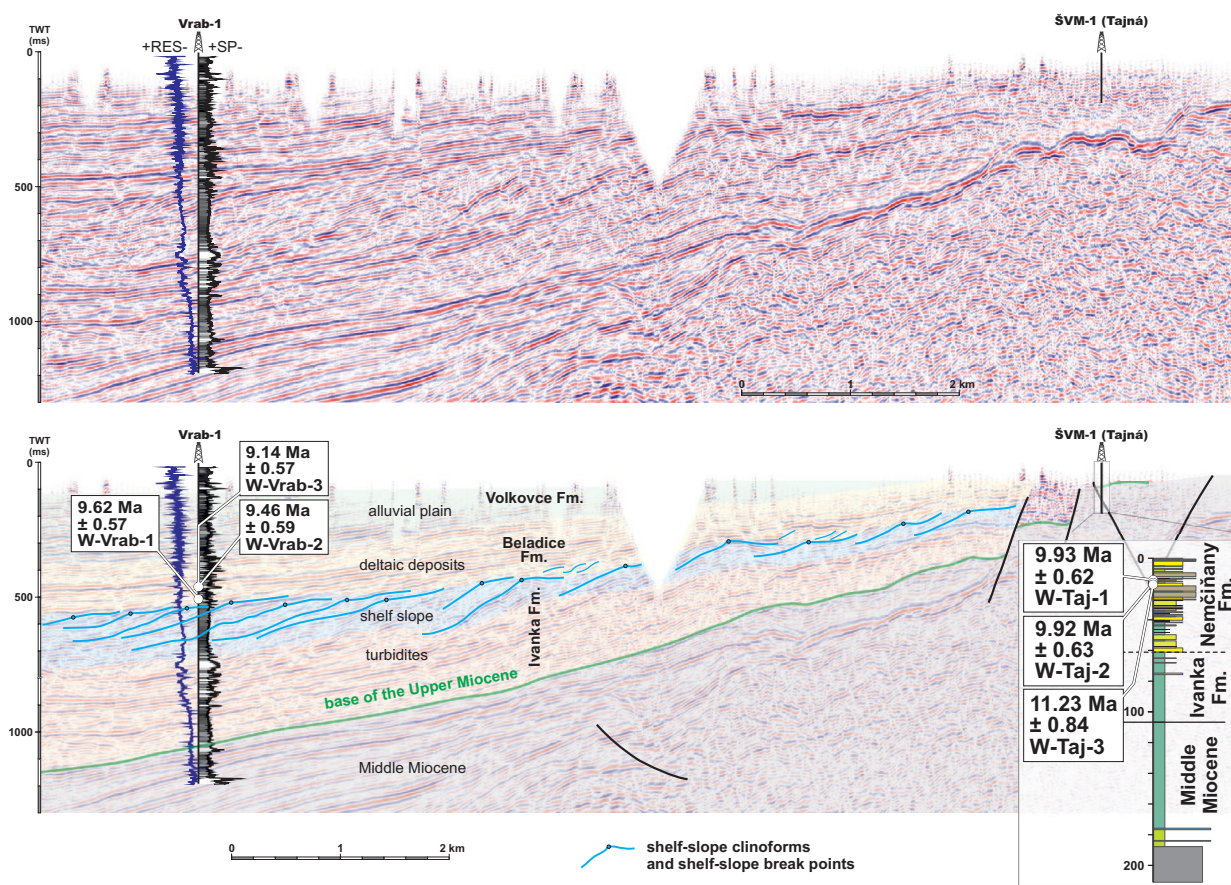 Vrab-1
ŠVM-1 (Tajná)
TWT
(ms)
+RES-
+SP-
0
500
1000
0 1 2 km
Vrab-1
ŠVM-1 (Tajná)
TWT
(ms)
0
500
1000
9.14 Ma
± 0.57
W-Vrab-3
9.62 Ma
± 0.57
W-Vrab-1
9.46 Ma
± 0.59
W-Vrab-2
Volkovce Fm.
alluvial plain
Beladice
Fm.
deltaic deposits
shelf slope
Ivanka Fm.
turbidites
base of the Upper Miocene
Middle Miocene
9.93 Ma
± 0.62
W-Taj-1
9.92 Ma
± 0.63
W-Taj-2
11.23 Ma
± 0.84
W-Taj-3
0
100
200
Nemčiňany
Fm.
Ivanka
Fm.
Middle
Miocene
0 1 2 km
shelf-slope clinoforms
and shelf-slope break points